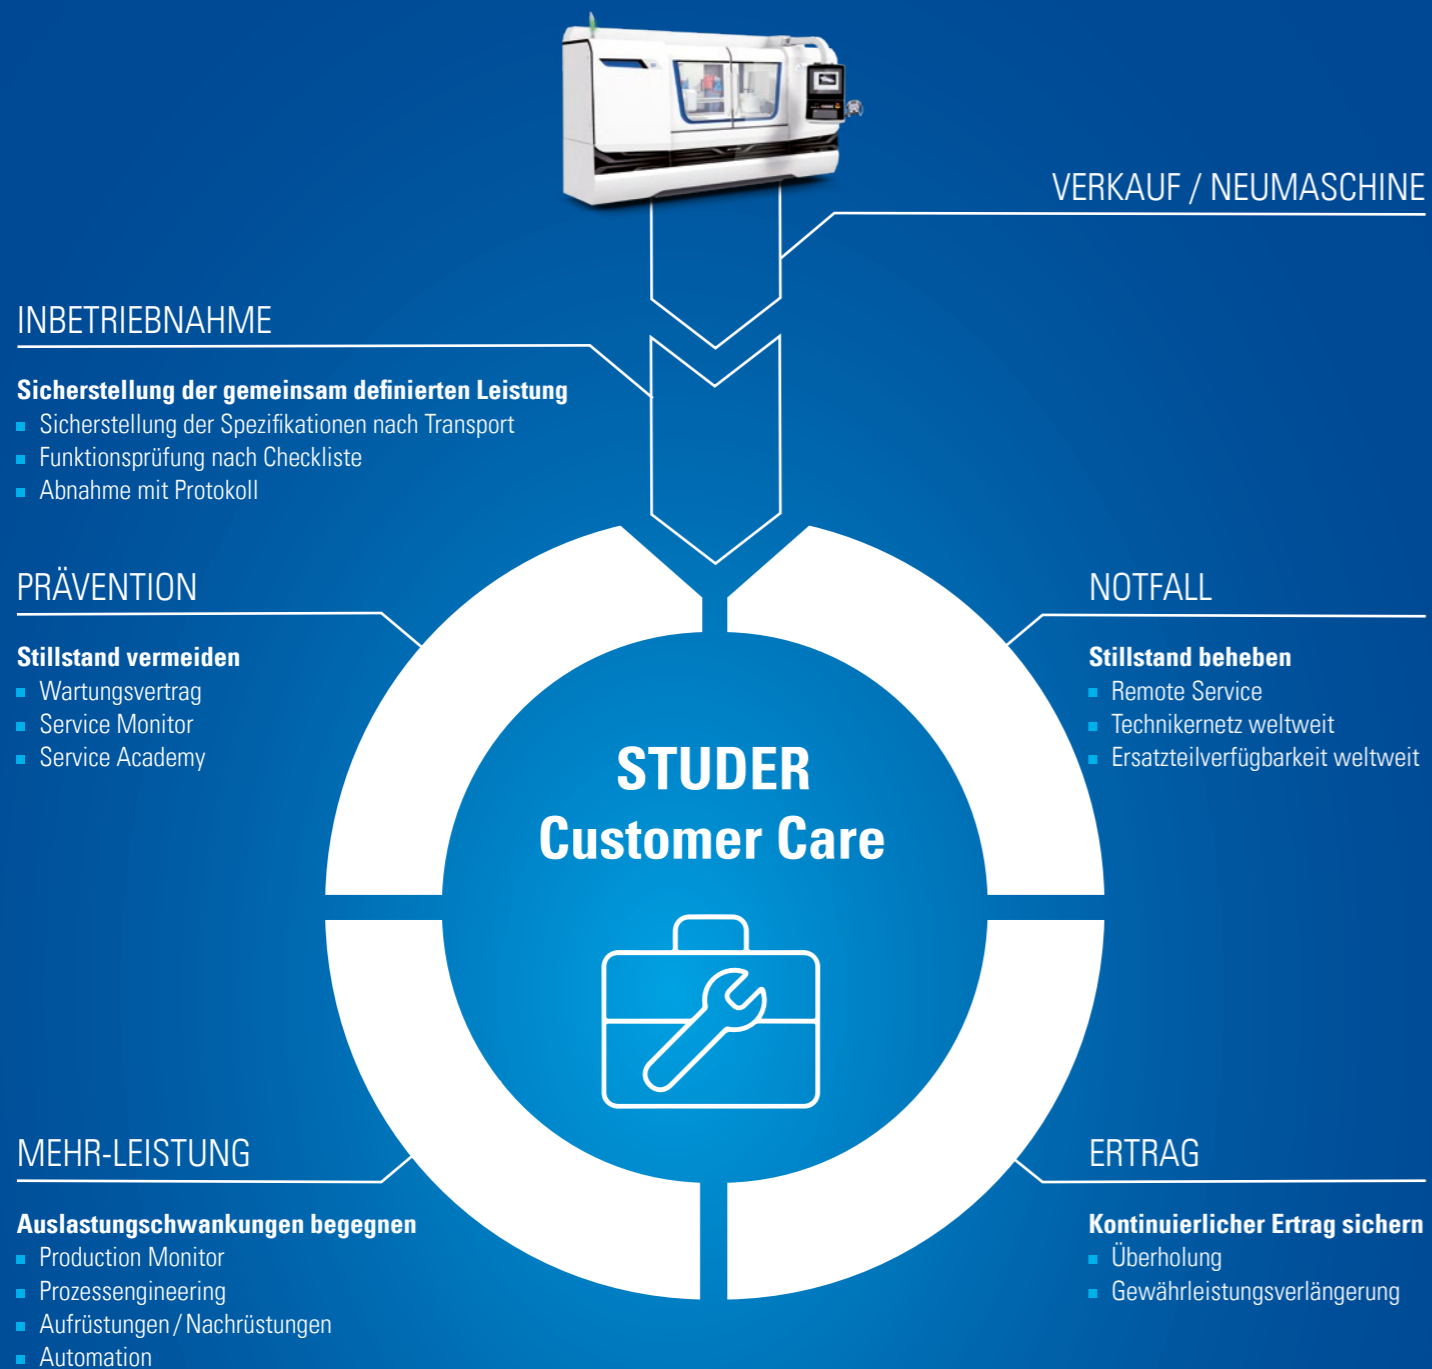 VERKAUF / NEUMASCHINE
INBETRIEBNAHME
Sicherstellung der gemeinsam definierten Leistung
Sicherstellung der Spezifikationen nach Transport
Funktionsprüfung nach Checkliste
Abnahme mit Protokoll
PRÄVENTION
Stillstand vermeiden
Wartungsvertrag
Service Monitor
Service Academy
NOTFALL
Stillstand beheben
Remote Service
Technikernetz weltweit
Ersatzteilverfügbarkeit weltweit
STUDER
Customer Care
MEHR-LEISTUNG
Auslastungschwankungen begegnen
Production Monitor
Prozessengineering
Aufrüstungen / Nachrüstungen
Automation
ERTRAG
Kontinuierlicher Ertrag sichern
Überholung
Gewährleistungsverlängerung